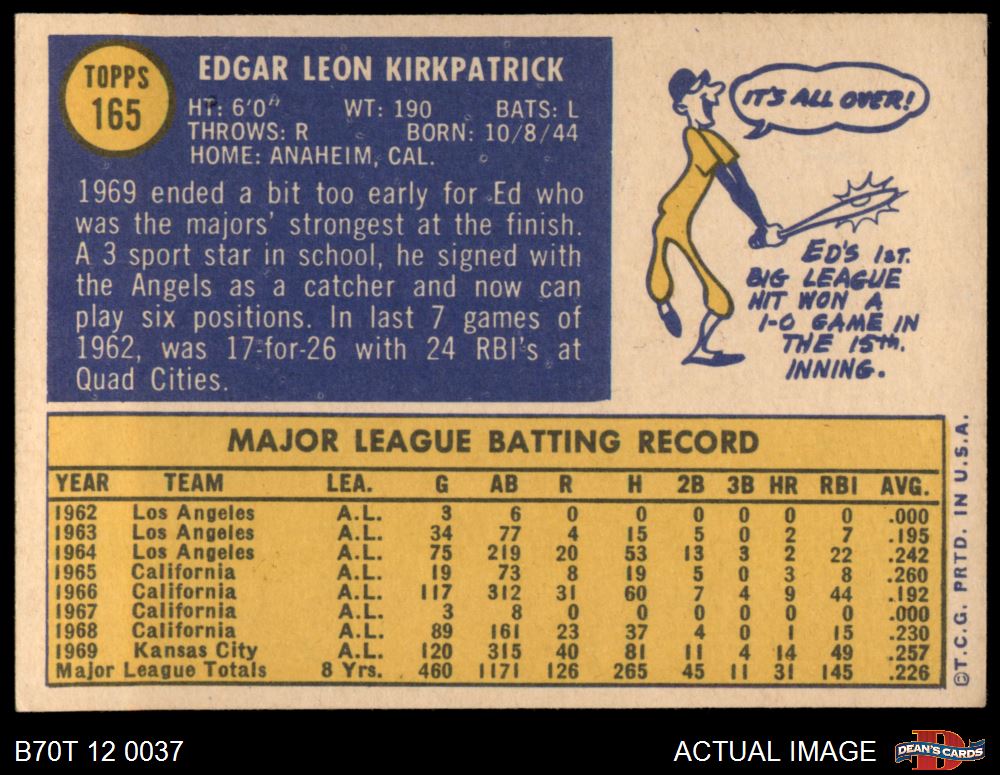 TOPPS
165
EDGAR LEON KIRKPATRICK
HT: 6'0" WT: 190 BATS: L
THROWS: R BORN: 10/8/44
HOME: ANAHEIM, CAL.
1969 ended a bit too early for Ed who
was the majors' strongest at the finish.
A 3 sport star in school, he signed with
the Angels as a catcher and now can
play six positions. In last 7 games of
1962, was 17-for-26 with 24 RBI's at
Quad Cities.
IT'S ALL OVER!
ED'S 1ST.
BIG LEAGUE
HIT WON A
1-0 GAME IN
THE 15th.
INNING.
MAJOR LEAGUE BATTING RECORD
YEAR TEAM LEA. G AB R H 2B 3B HR RBI AVG.
1962 Los Angeles A.L. 3 6 0 0 0 0 0 0 .000
1963 Los Angeles A.L. 34 77 4 15 5 0 2 7 .195
1964 Los Angeles A.L. 75 219 20 53 13 3 2 22 .242
1965 California A.L. 19 73 8 19 5 0 3 8 .260
1966 California A.L. 117 312 31 60 7 4 9 44 .192
1967 California A.L. 3 8 0 0 0 0 0 0 .000
1968 California A.L. 89 161 23 37 4 0 1 15 .230
1969 Kansas City A.L. 120 315 40 81 11 4 14 49 .257
Major League Totals 8 Yrs. 460 1171 126 265 45 11 31 145 .226
©T.C.G. PRTD. IN U.S.A.
B70T 12 0037
ACTUAL IMAGE
D
DEAN'S CARDS